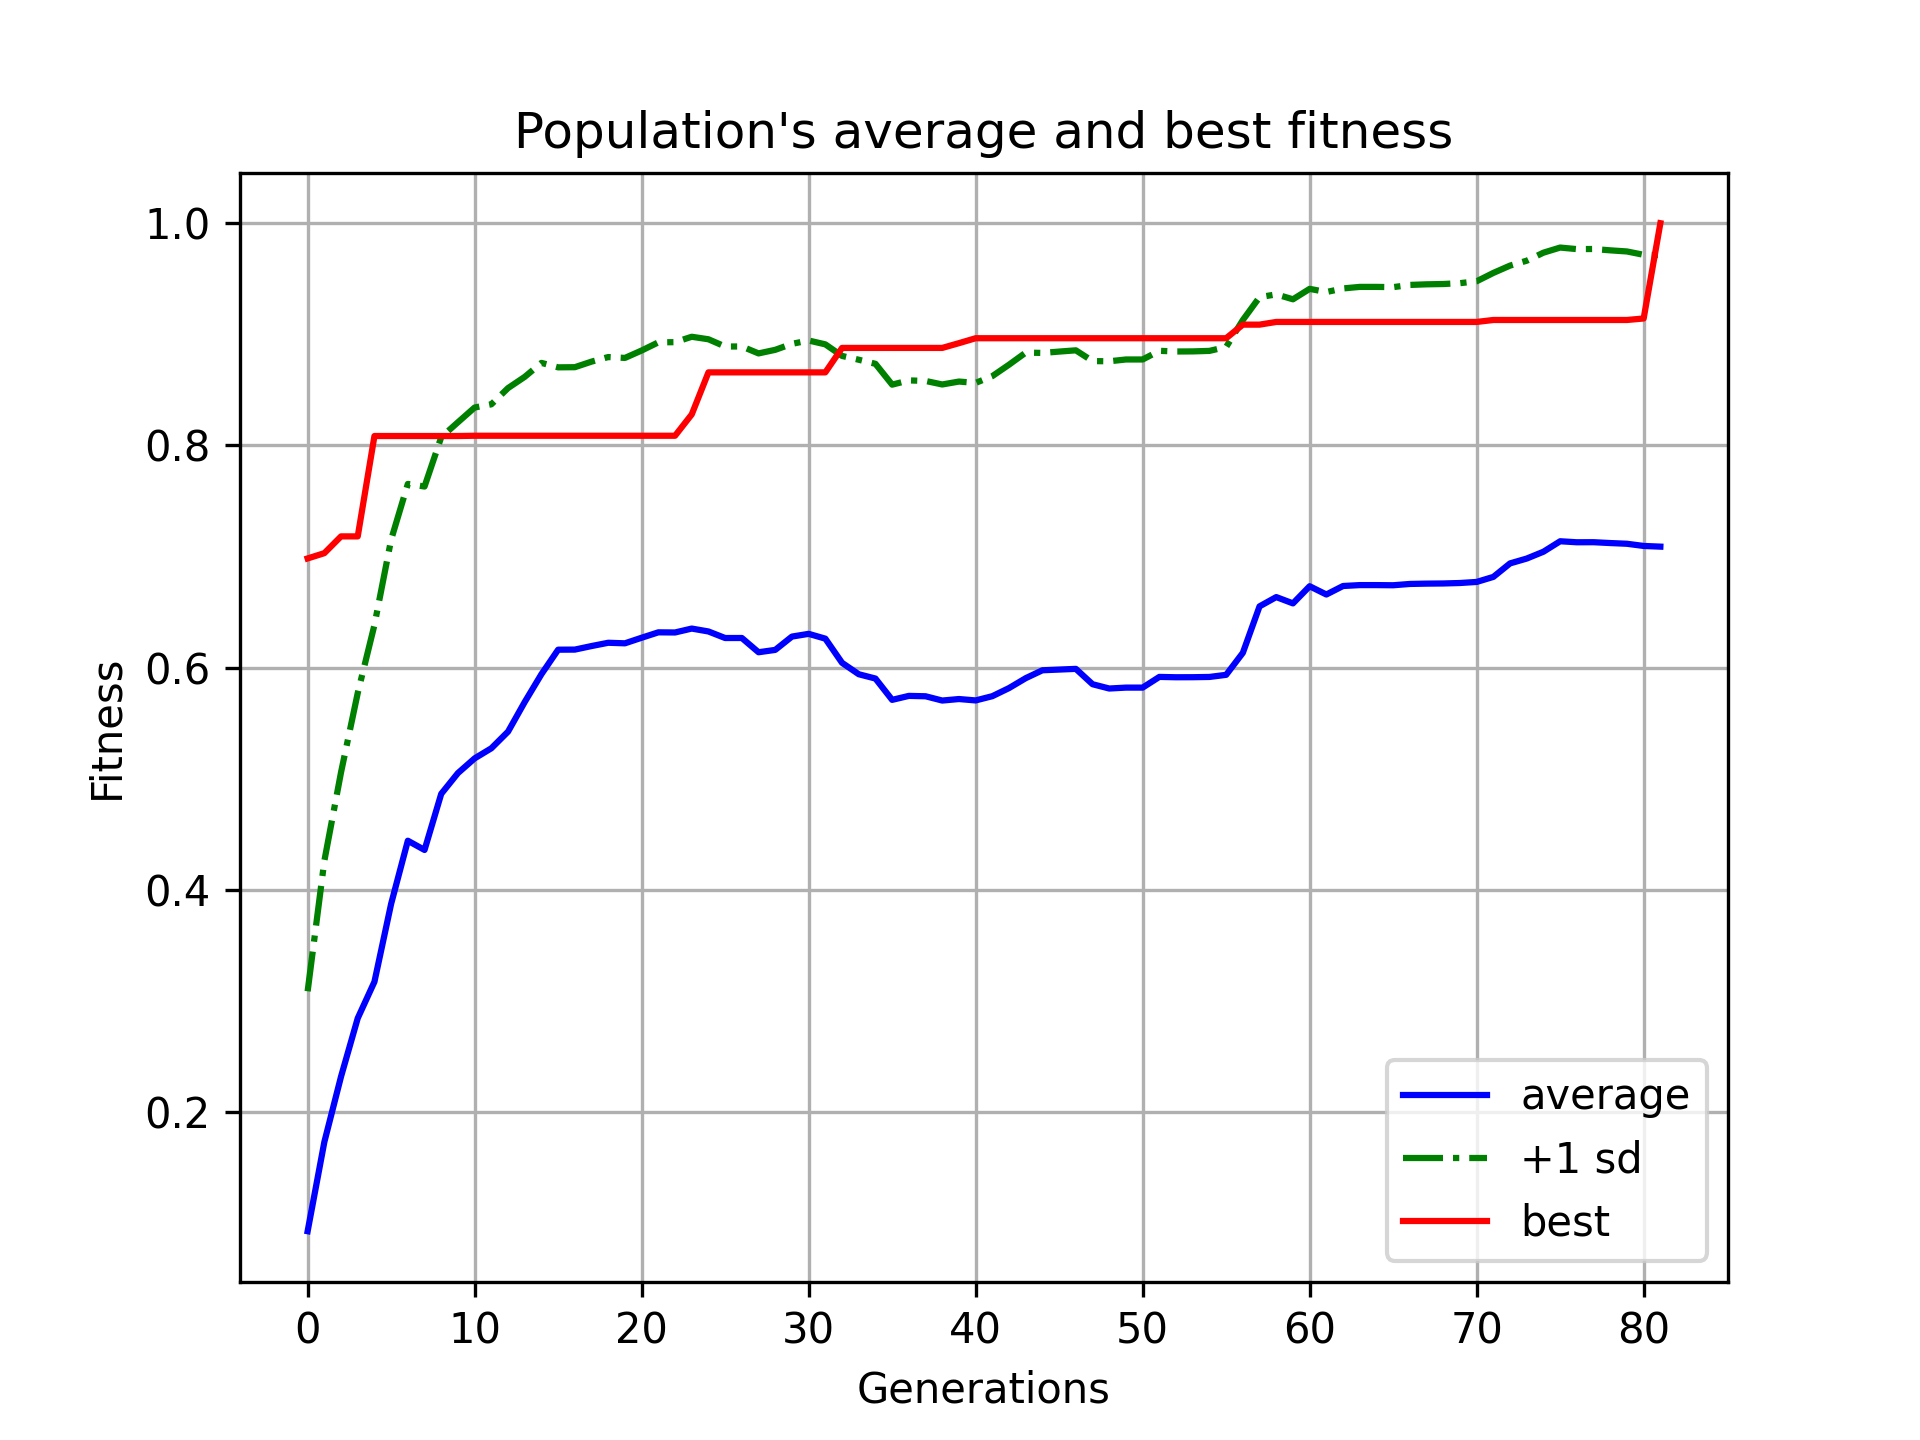 Population's average and best fitness
1.0
0.8
0.6
0.4
0.2
Fitness
average
+1 sd
best
0 10 20 30 40 50 60 70 80
Generations